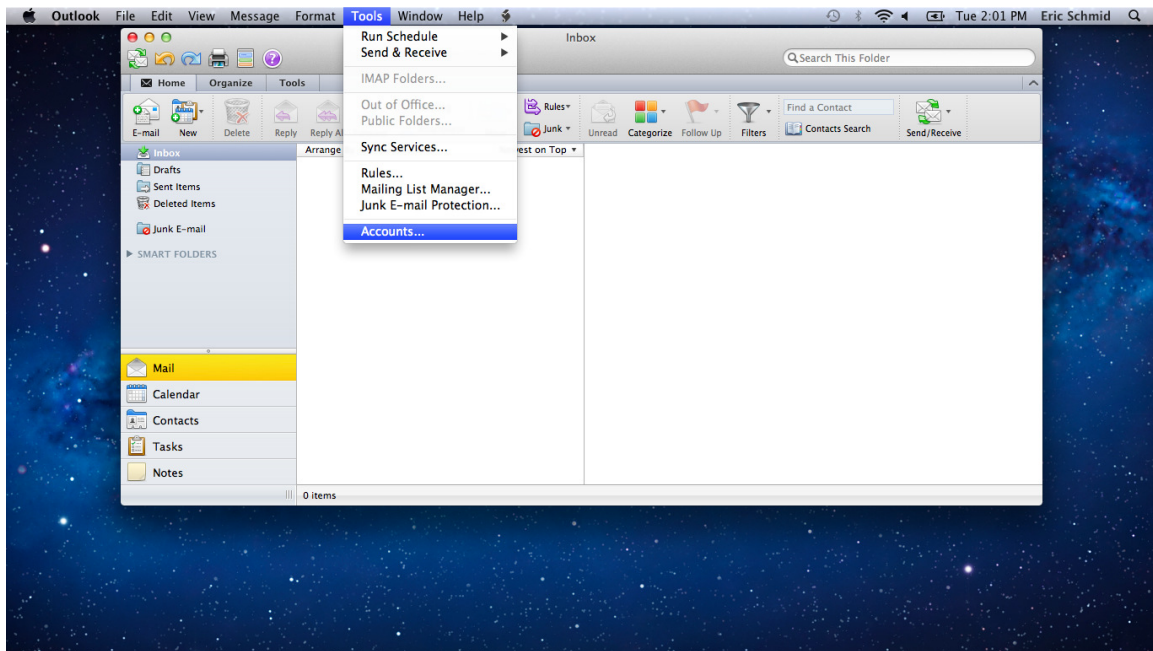 Outlook File Edit View Message Format Tools Window Help Tue 2:01 PM Eric Schmid
Inbox
Search This Folder
Home Organize Tools
E-mail New Delete Reply Reply Al
Rules
Junk
Unread Categorize Follow Up Filters
Find a Contact
Contacts Search
Send/Receive
Run Schedule
Send & Receive
IMAP Folders...
Out of Office...
Public Folders...
Sync Services...
Rules...
Mailing List Manager...
Junk E-mail Protection...
Accounts...
Arrange est on Top
Inbox
Drafts
Sent Items
Deleted Items
Junk E-mail
SMART FOLDERS
Mail
Calendar
Contacts
Tasks
Notes
0 items